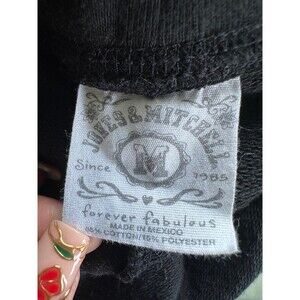 JONES & MITCHELL
M
Since 1985
forever fabulous
MADE IN MEXICO
85% COTTON/15% POLYESTER